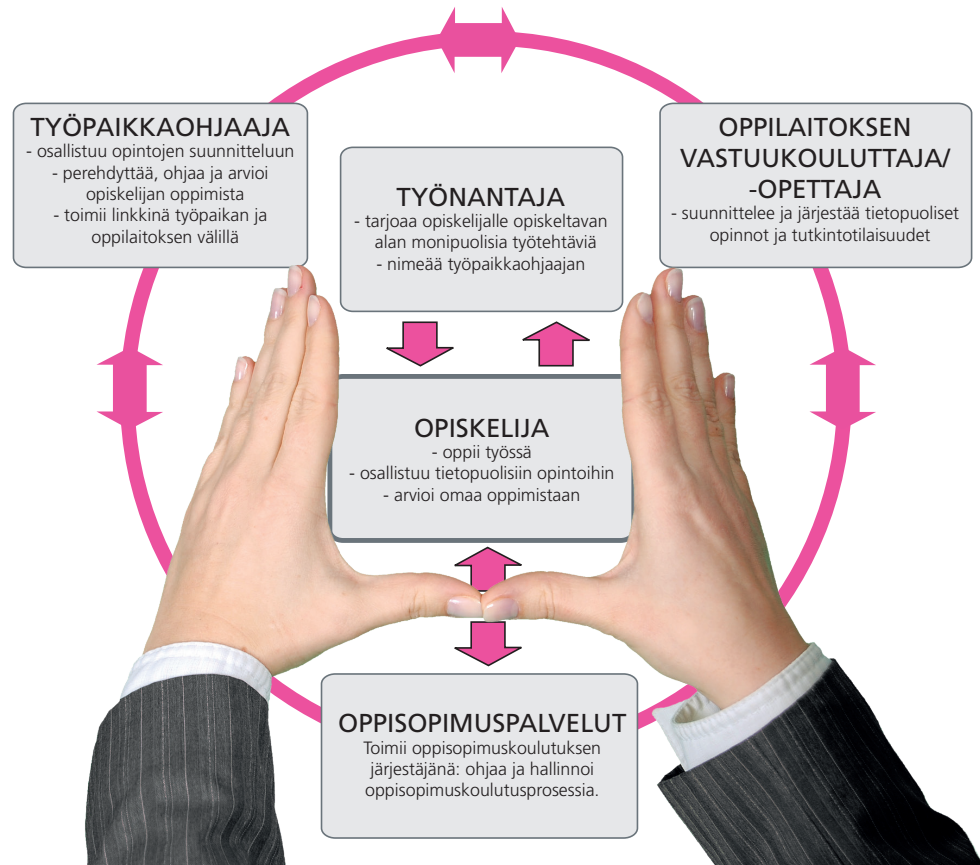 TYÖPAIKKAOHJAAJA
- osallistuu opintojen suunnitteluun
- perehdyttää, ohjaa ja arvioi
opiskelijan oppimista
- toimii linkkinä työpaikan ja
oppilaitoksen välillä
TYÖNANTAJA
- tarjoaa opiskelijalle opiskeltavan
alan monipuolisia työtehtäviä
- nimeää työpaikkaohjaajan
OPPILAITOKSEN
VASTUUKOULUTTAJA/
-OPETTAJA
- suunnittelee ja järjestää tietopuoliset
opinnot ja tutkintotilaisuudet
OPISKELIJA
- oppii työssä
- osallistuu tietopuolisiin opintoihin
- arvioi omaa oppimistaan
OPPISOPIMUSPALVELUT
Toimii oppisopimuskoulutuksen
järjestäjänä: ohjaa ja hallinnoi
oppisopimuskoulutusprosessia.